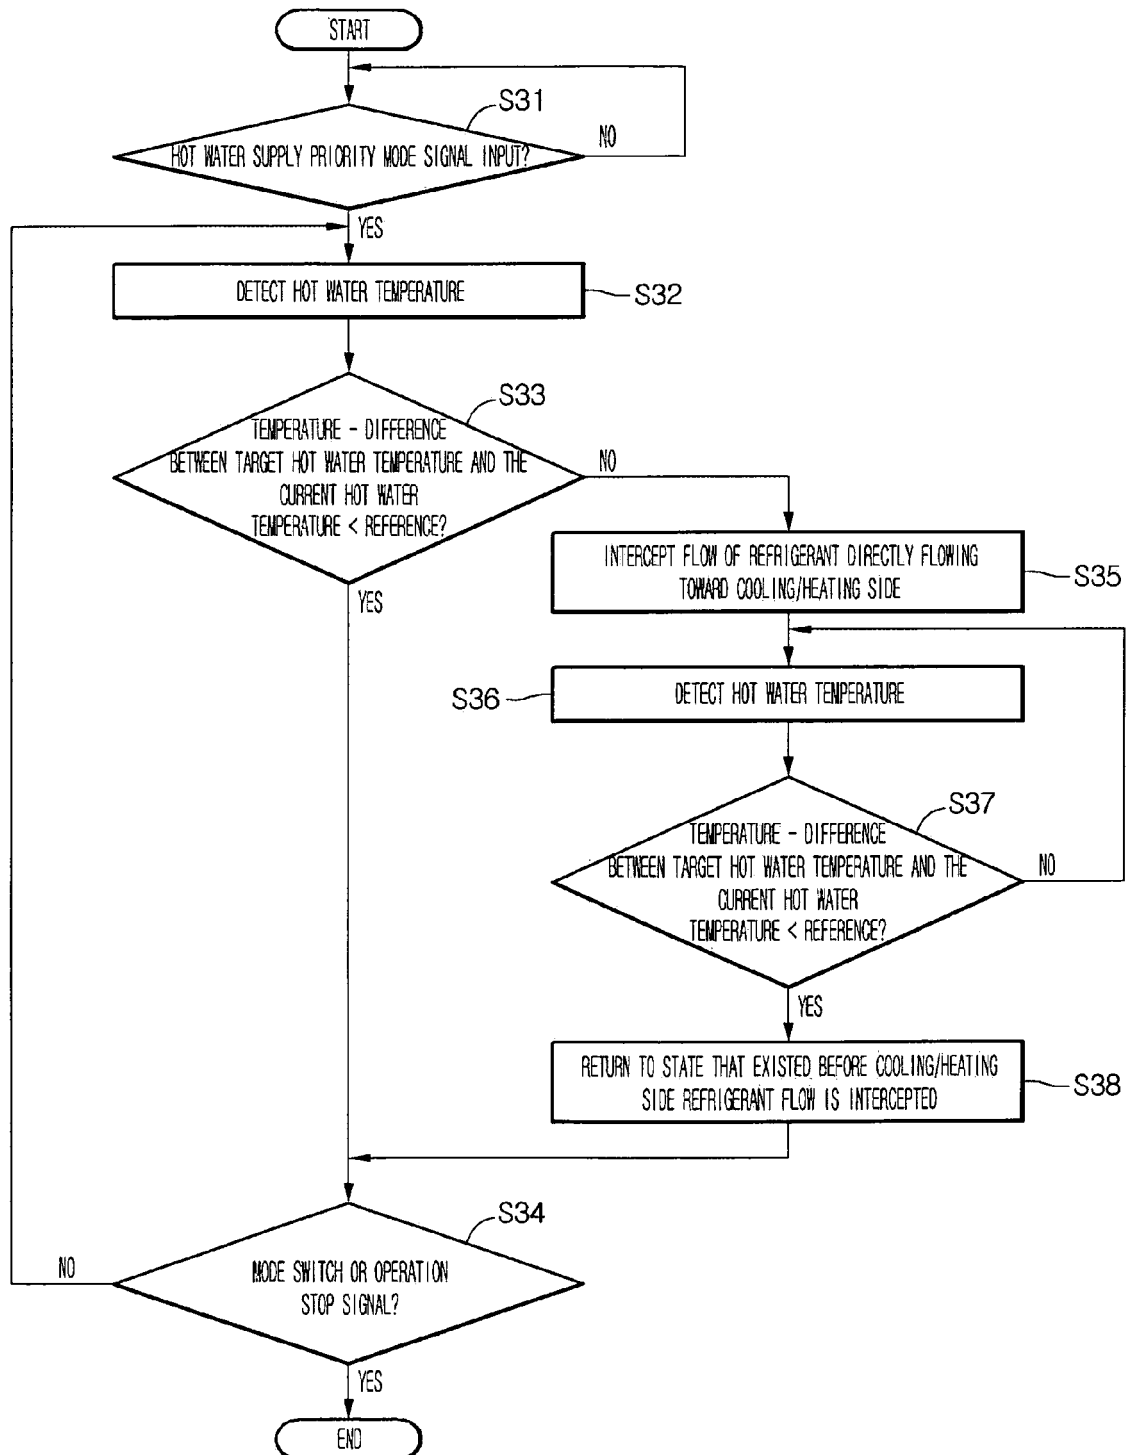 START
S31
NO
HOT WATER SUPPLY PRIORITY MODE SIGNAL INPUT?
YES
DETECT HOT WATER TEMPERATURE
S32
S33
TEMPERATURE - DIFFERENCE
BETWEEN TARGET HOT WATER TEMPERATURE AND THE
CURRENT HOT WATER
TEMPERATURE < REFERENCE?
NO
YES
INTERCEPT FLOW OF REFRIGERANT DIRECTLY FLOWING
TOWARD COOLING/HEATING SIDE
S35
S36
DETECT HOT WATER TEMPERATURE
S37
TEMPERATURE - DIFFERENCE
BETWEEN TARGET HOT WATER TEMPERATURE AND THE
CURRENT HOT WATER
TEMPERATURE < REFERENCE?
NO
YES
RETURN TO STATE THAT EXISTED BEFORE COOLING/HEATING
SIDE REFRIGERANT FLOW IS INTERCEPTED
S38
S34
NO
MODE SWITCH OR OPERATION
STOP SIGNAL?
YES
END